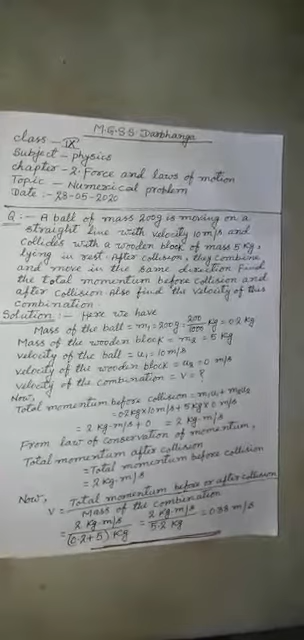 M.G.S.S. Darbhanga
class - IX
Subject - physics
chapter - 2. Force and laws of motion
Topic - Numerical problem
Date :- 28-05-2020
Q :- A ball of mass 200g is moving on a
straight line with velocity 10 m/s and
collides with a wooden block of mass 5 kg,
lying in rest. After collision, they combine
and move in the same direction Find
the total momentum before collision and
after collision. Also find the velocity of this
combination.
Solution :- Here we have
Mass of the ball = m₁ = 200g = 200/1000 kg = 0.2 kg
Mass of the wooden block = m₂ = 5 kg
velocity of the ball = u₁ = 10 m/s
velocity of the wooden block = u₂ = 0 m/s
velocity of the combination = V = ?
Now,
Total momentum before collision = m₁u₁ + m₂u₂
= 0.2kg × 10 m/s + 5kg × 0 m/s
= 2 kg.m/s + 0 = 2 kg.m/s
From law of conservation of momentum,
Total momentum after collision
= Total momentum before collision
= 2 kg.m/s
Now,
V = Total momentum before or after collision / Mass of the combination
= 2 kg.m/s / (0.2+5) kg = 2 kg.m/s / 5.2 kg = 0.38 m/s